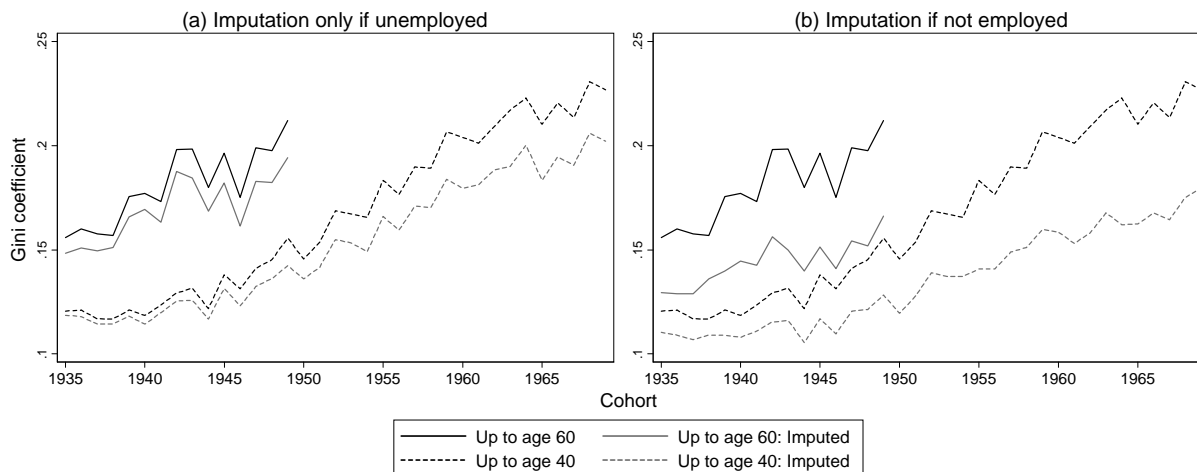 (a) Imputation only if unemployed
(b) Imputation if not employed
Gini coefficient
.25
.2
.15
.1
1935 1940 1945 1950 1955 1960 1965
.25
.2
.15
.1
1935 1940 1945 1950 1955 1960 1965
Cohort
Up to age 60
Up to age 60: Imputed
Up to age 40
Up to age 40: Imputed